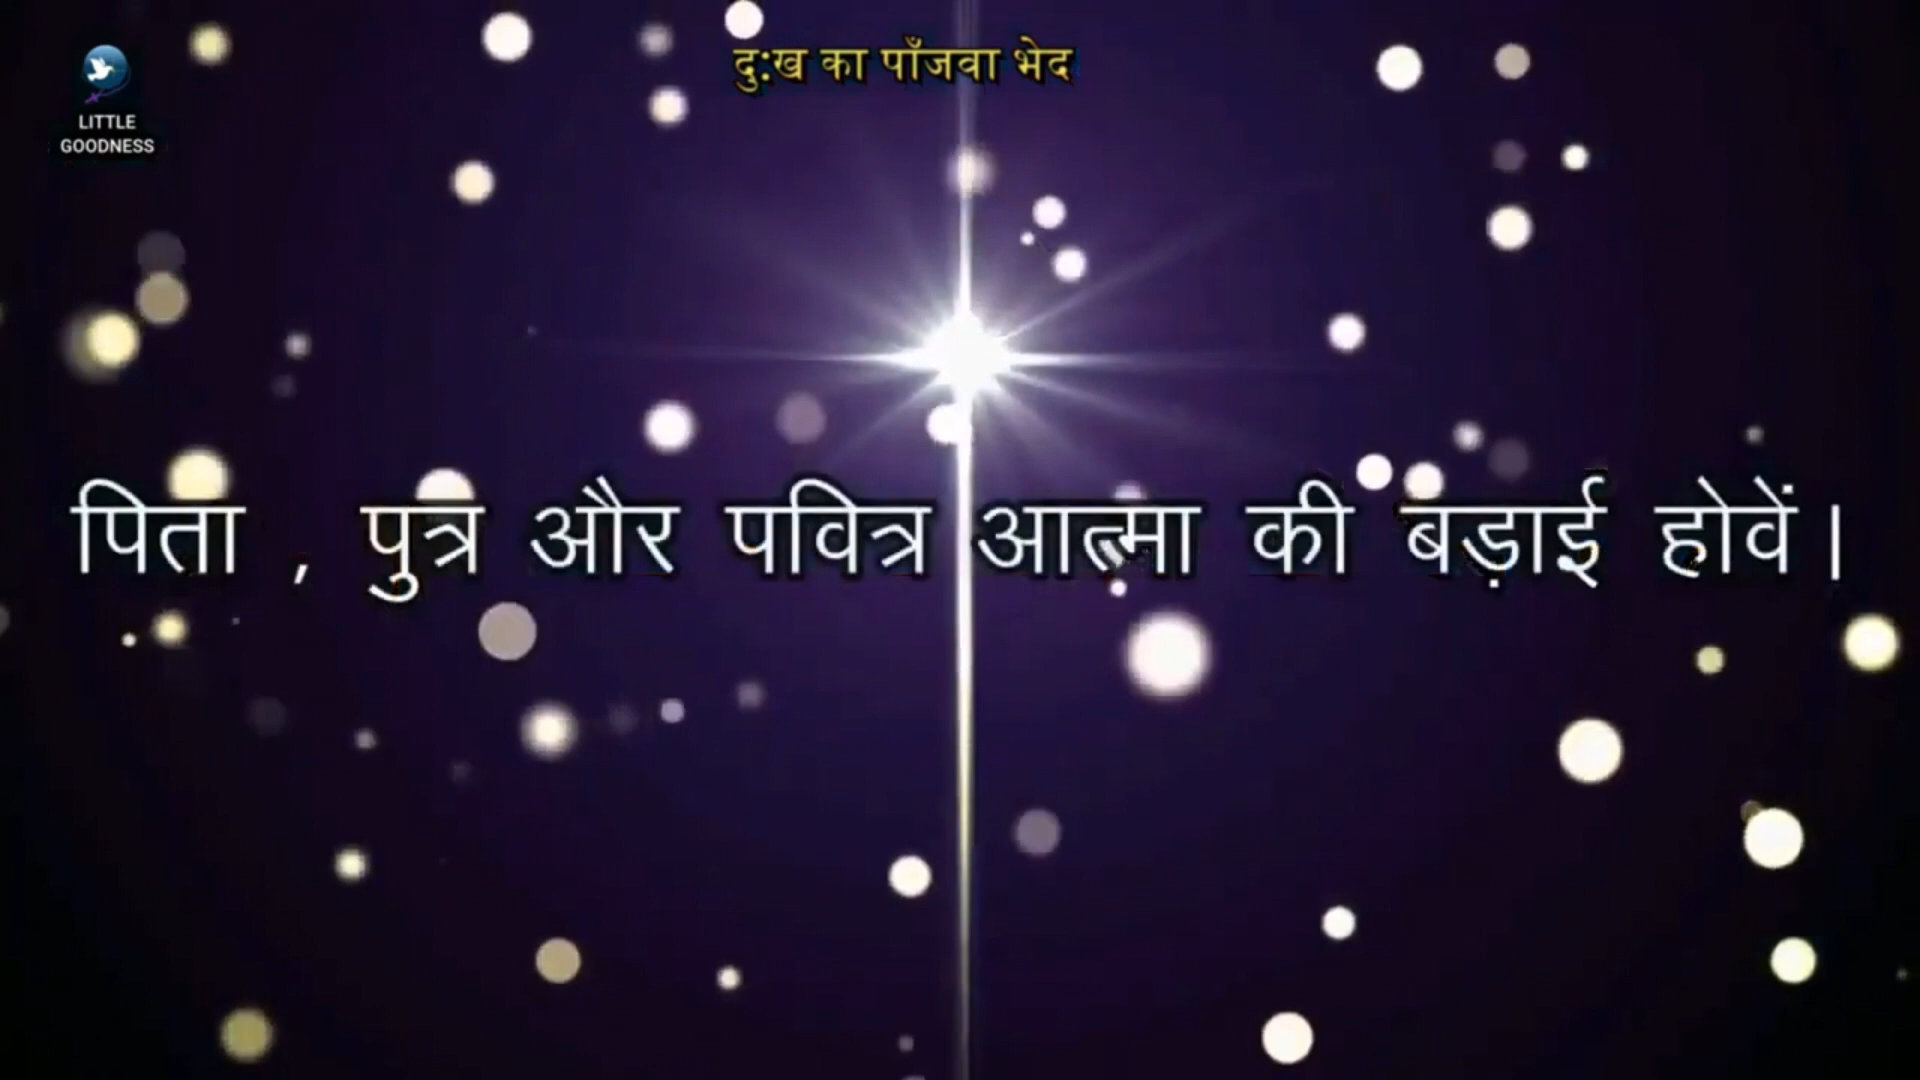 दु:ख का पाँजवा भेद
LITTLE
GOODNESS
पिता , पुत्र और पवित्र आत्मा की बड़ाई होवें।